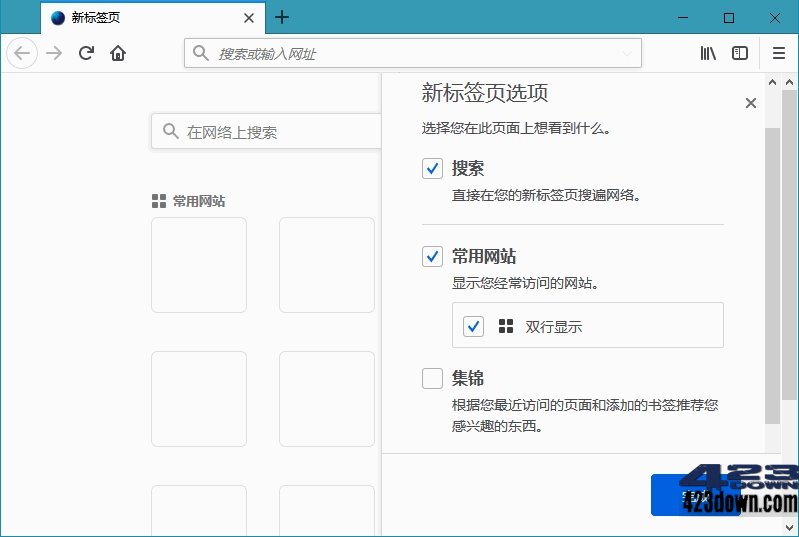 新标签页
搜索或输入网址
新标签页选项
选择您在此页面上想看到什么。
在网络上搜索
搜索
直接在您的新标签页搜遍网络。
常用网站
常用网站
显示您经常访问的网站。
双行显示
集锦
根据您最近访问的页面和添加的书签推荐您
感兴趣的东西。
423
DOWN
423down.com